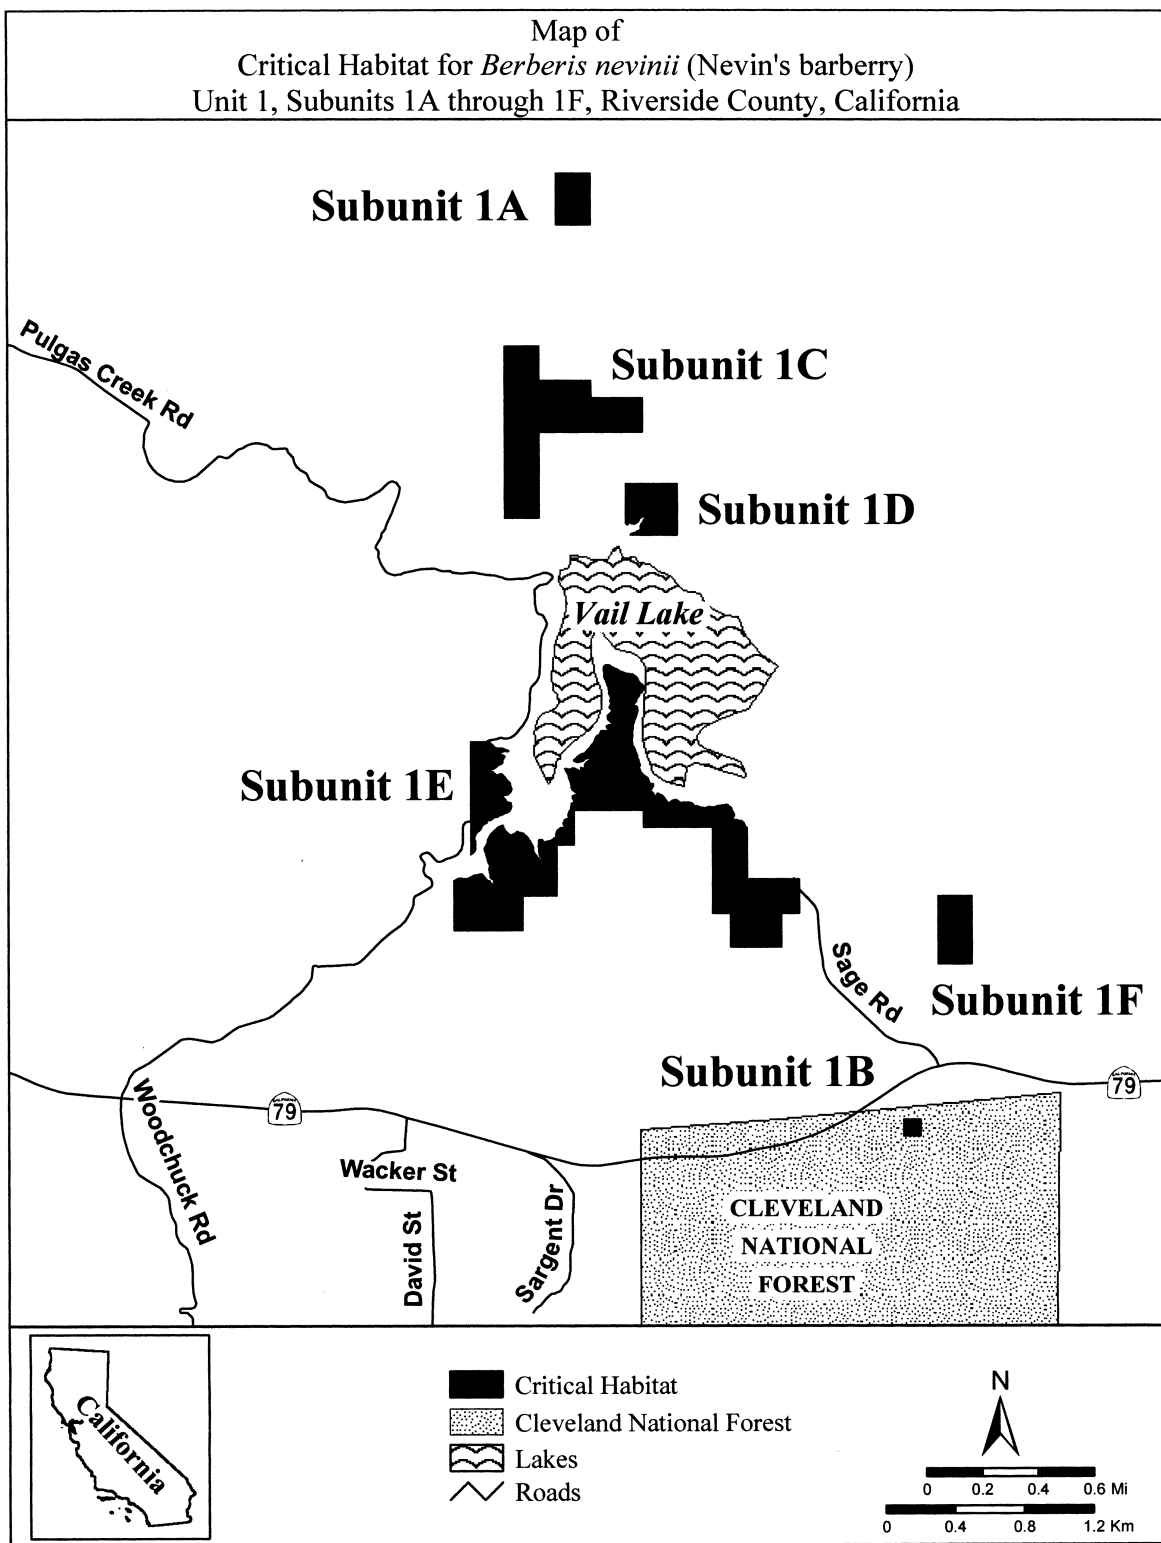 Map of
Critical Habitat for Berberis nevinii (Nevin's barberry)
Unit 1, Subunits 1A through 1F, Riverside County, California
Subunit 1A
Pulgas Creek Rd
Subunit 1C
Subunit 1D
Vail Lake
Subunit 1E
Sage Rd
Subunit 1F
Subunit 1B
CALIFORNIA
79
CALIFORNIA
79
Woodchuck Rd
Wacker St
David St
Sargent Dr
CLEVELAND
NATIONAL
FOREST
California
Critical Habitat
Cleveland National Forest
Lakes
Roads
N
0 0.2 0.4 0.6 Mi
0 0.4 0.8 1.2 Km